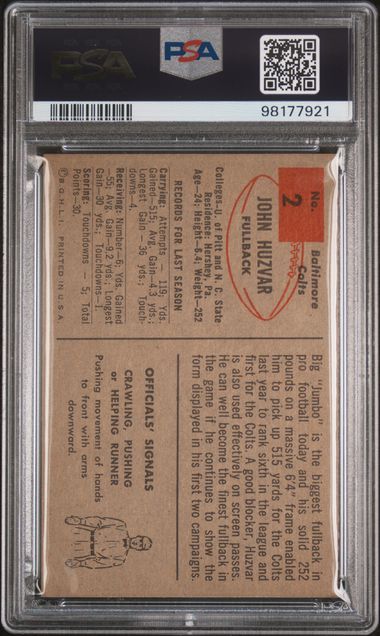 PSA
PSA
98177921
No. 2
Baltimore Colts
JOHN HUZVAR
FULLBACK
Colleges-U. of Pitt and N. C. State
Residence: Hershey, Pa.
Age-24; Height-6.4; Weight-252
RECORDS FOR LAST SEASON
Carrying: Attempts - 119, Yds.
Gained-515, Avg. Gain-4.3 yds.;
Longest Gain - 36 yds.; Touch-
downs-4.
Receiving: Number-6, Yds. Gained
-55; Avg. Gain-9.2 yds.; Longest
Gain-30 yds.; Touchdowns-1.
Scoring: Touchdowns - 5; Total
Points-30.
© B.G.H.L.I. PRINTED IN U.S.A.
Big "Jumbo" is the biggest fullback in
pro football today and his solid 252
pounds on a massive 6'4" frame enabled
him to pick up 515 yards for the Colts
last year to rank sixth in the league and
first for the Colts. A good blocker, Huzvar
is also used effectively on screen passes.
He can well become the finest fullback in
the game if he continues to show the
form displayed in his first two campaigns.
OFFICIALS' SIGNALS
CRAWLING, PUSHING
or HELPING RUNNER
Pushing movement of hands
to front with arms
downward.